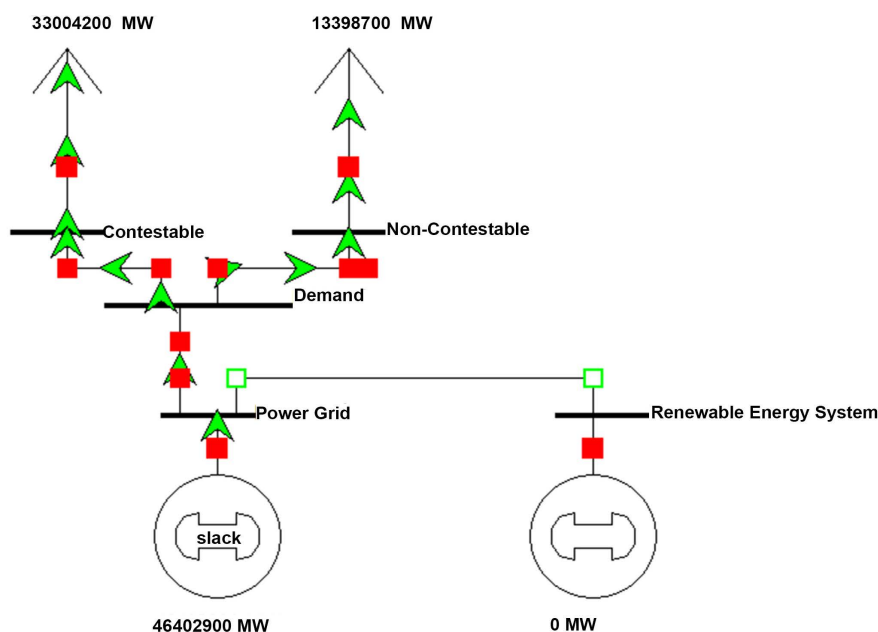 33004200 MW
13398700 MW
Contestable
Non-Contestable
Demand
Power Grid
Renewable Energy System
slack
46402900 MW
0 MW